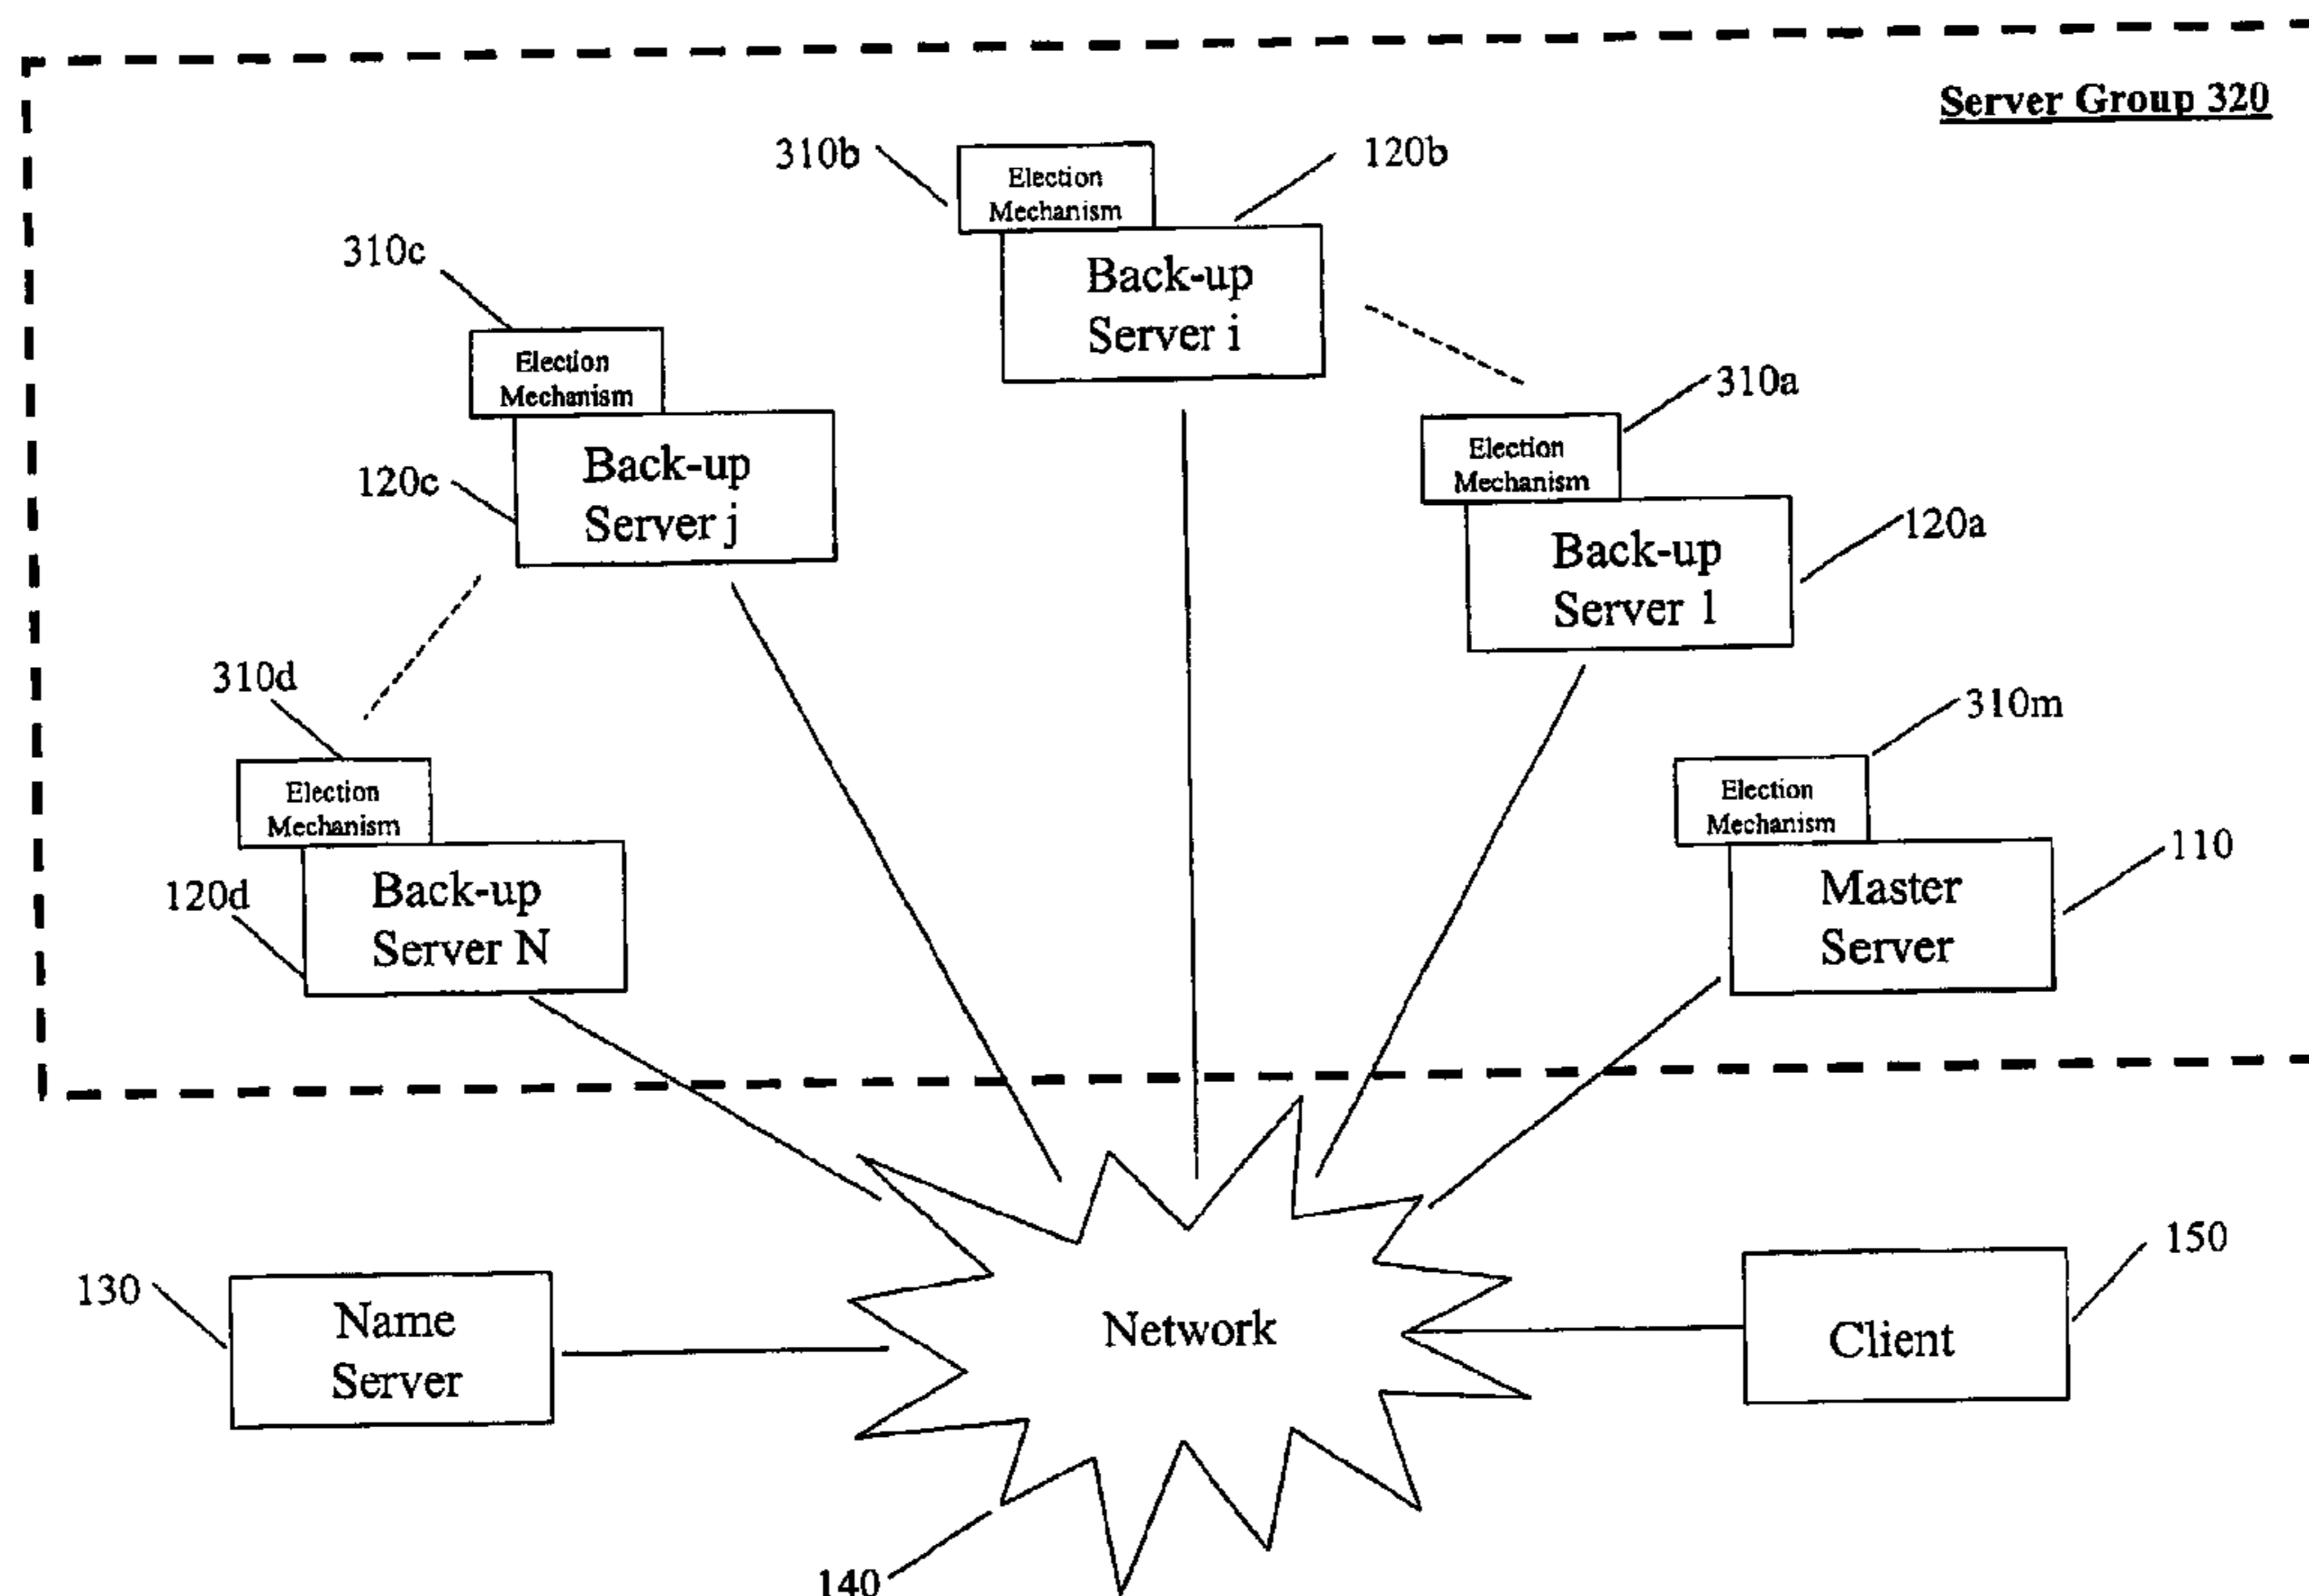 Server Group 320
310b
Election
Mechanism
120b
Back-up
Server i
310c
Election
Mechanism
120c
Back-up
Server j
310a
Election
Mechanism
120a
Back-up
Server 1
310d
Election
Mechanism
120d
Back-up
Server N
310m
Election
Mechanism
110
Master
Server
130
Name
Server
Network
140
150
Client